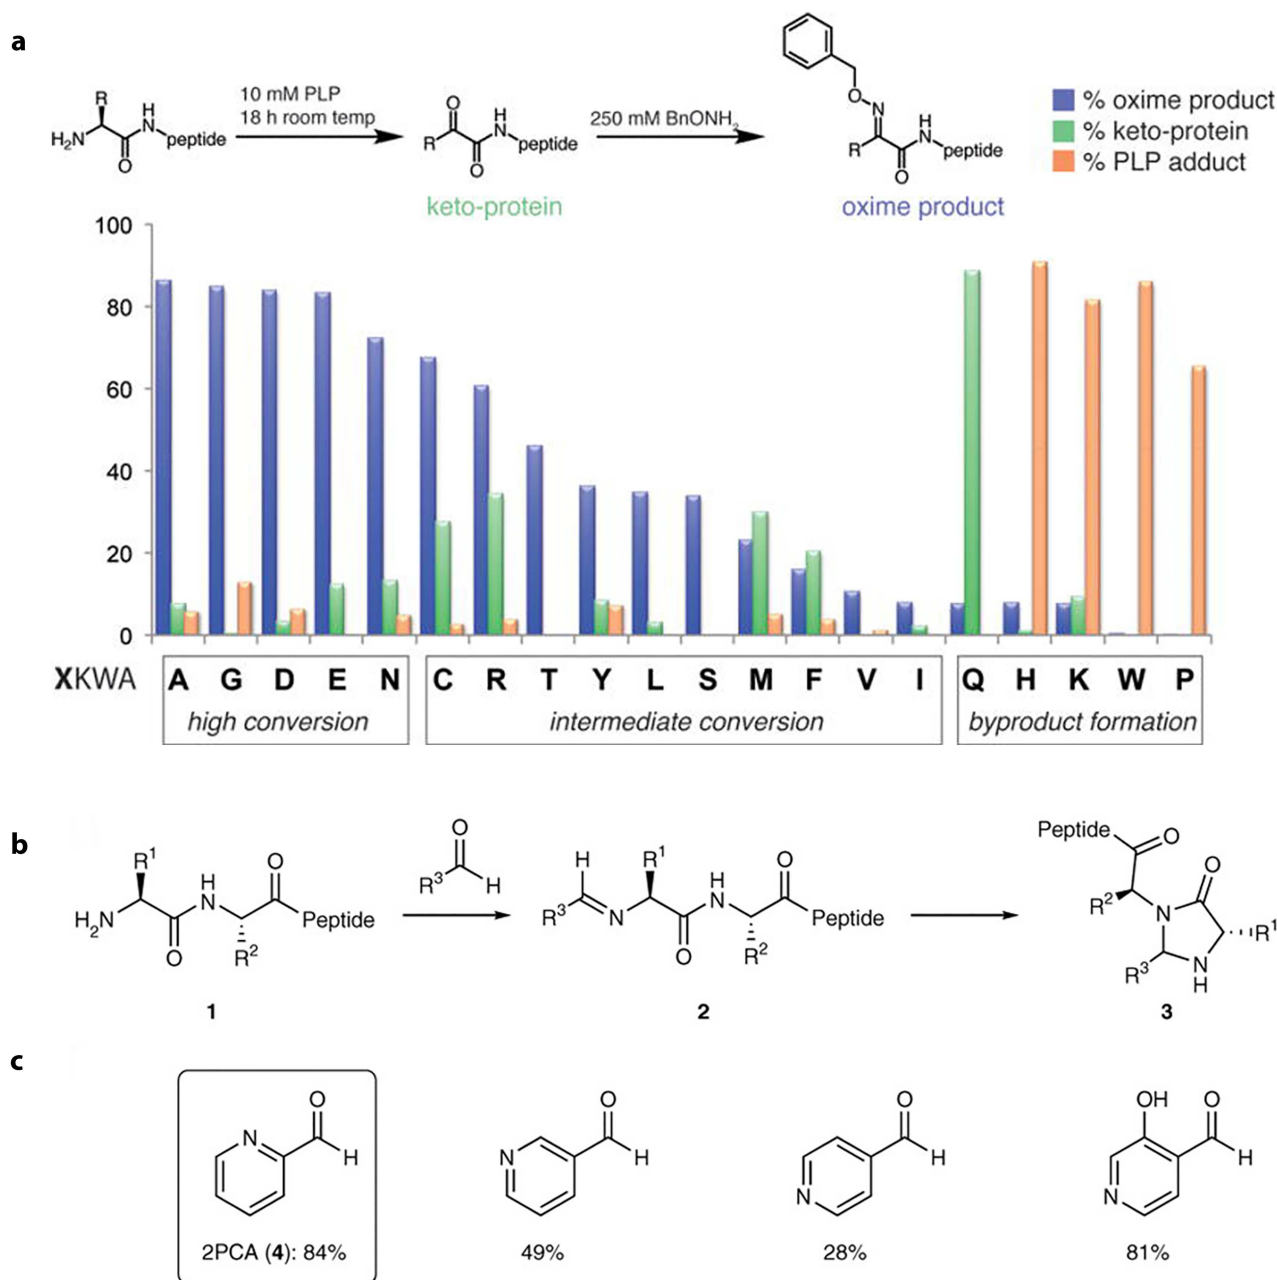 a
10 mM PLP
18 h room temp
250 mM BnONH2
R
H2N
O
H
N
peptide
O
R
O
H
N
peptide
O
N
R
O
H
N
peptide
keto-protein
oxime product
% oxime product
% keto-protein
% PLP adduct
100
80
60
40
20
0
XKWA A G D E N C R T Y L S M F V I Q H K W P
high conversion
intermediate conversion
byproduct formation
b
R1
H2N
O
H
N
R2
O
Peptide
1
O
R3
H
H
R3
N
R1
O
H
N
R2
O
Peptide
2
Peptide
O
R2
N
O
R1
R3
N
H
3
c
N
O
H
2PCA (4): 84%
N
O
H
49%
N
O
H
28%
OH
O
H
N
81%